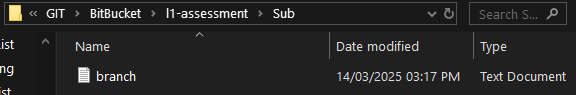 « GIT > BitBucket > l1-assessment > Sub Search S...
ist Name Date modified Type
ng branch 14/03/2025 03:17 PM Text Document
ist